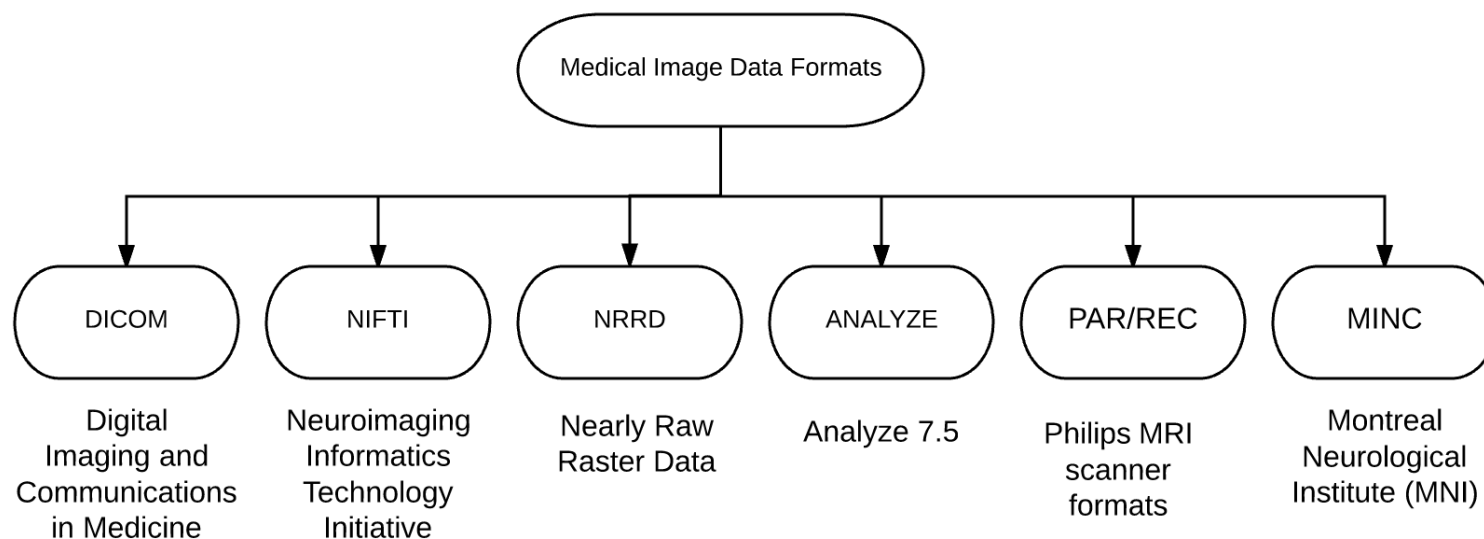 Medical Image Data Formats
DICOM
NIFTI
NRRD
ANALYZE
PAR/REC
MINC
Digital
Imaging and
Communications
in Medicine
Neuroimaging
Informatics
Technology
Initiative
Nearly Raw
Raster Data
Analyze 7.5
Philips MRI
scanner
formats
Montreal
Neurological
Institute (MNI)